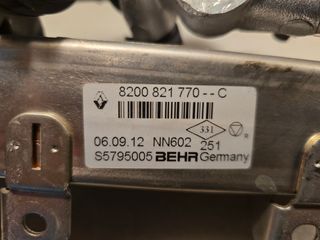 8200 821 770 -- C
331
06.09.12 NN602 251
S5795005 BEHR Germany